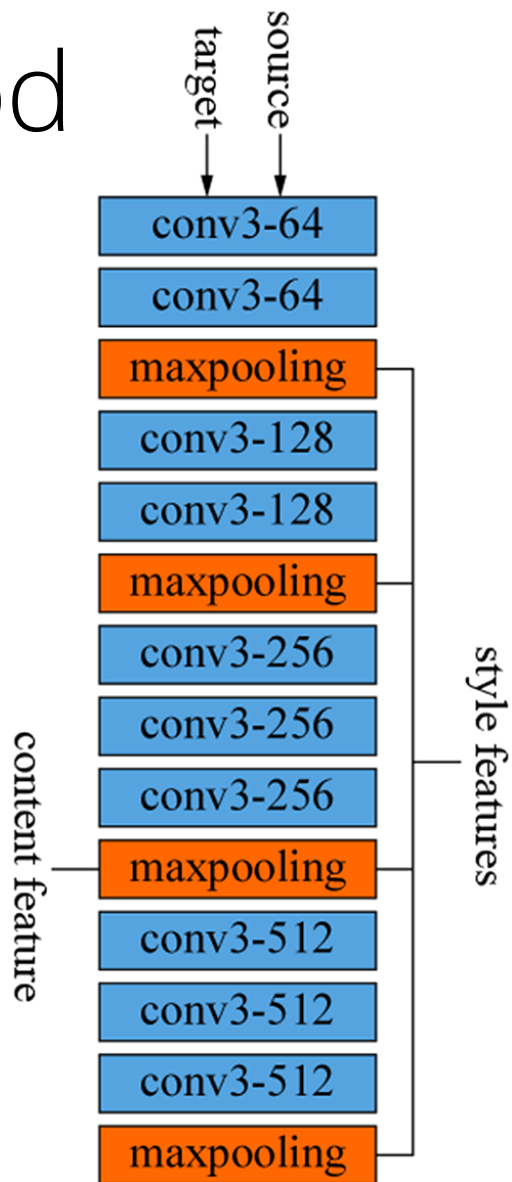 od
target
source
conv3-64
conv3-64
maxpooling
conv3-128
conv3-128
maxpooling
conv3-256
conv3-256
conv3-256
maxpooling
conv3-512
conv3-512
conv3-512
maxpooling
style features
content feature